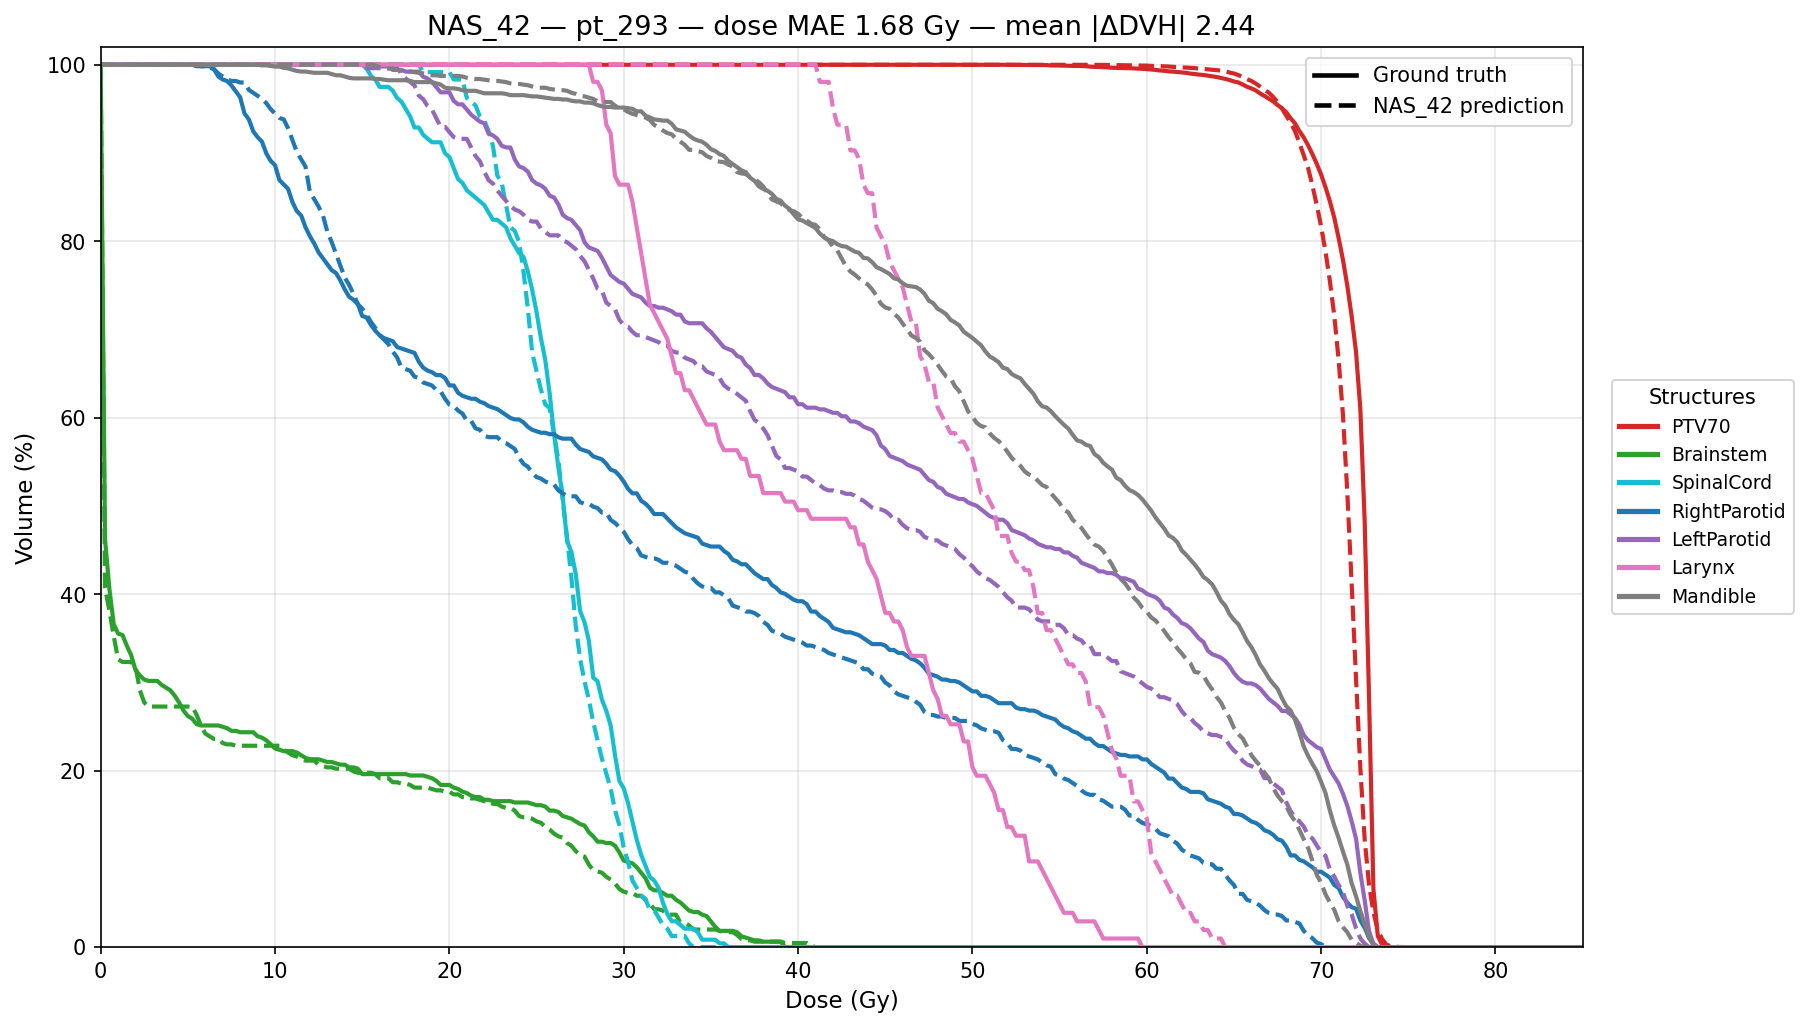 NAS_42 — pt_293 — dose MAE 1.68 Gy — mean |ΔDVH| 2.44
Ground truth
NAS_42 prediction
Volume (%)
100
80
60
40
20
0
0 10 20 30 40 50 60 70 80
Dose (Gy)
Structures
PTV70
Brainstem
SpinalCord
RightParotid
LeftParotid
Larynx
Mandible